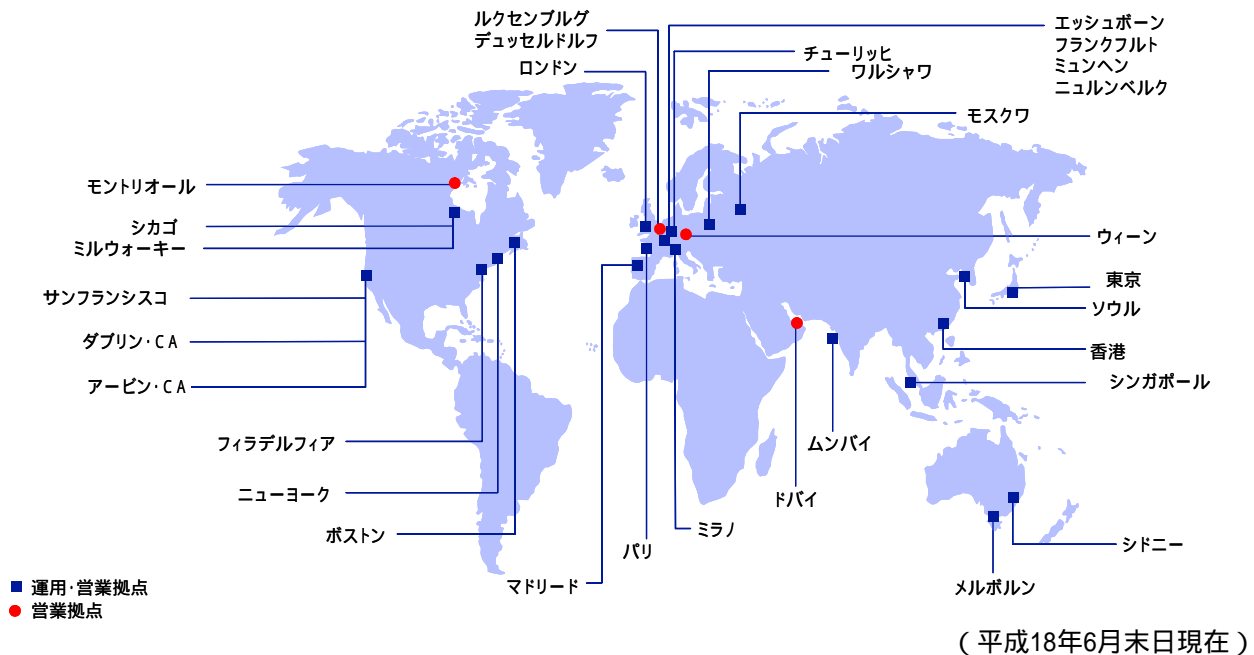 ルクセンブルグ
デュッセルドルフ
ロンドン
エッシュボーン
フランクフルト
ミュンヘン
ニュルンベルク
チューリッヒ
ワルシャワ
モスクワ
モントリオール
シカゴ
ミルウォーキー
ウィーン
サンフランシスコ
東京
ソウル
ダブリン・CA
香港
アービン・CA
シンガポール
フィラデルフィア
ムンバイ
ニューヨーク
ドバイ
ボストン
パリ
ミラノ
シドニー
マドリード
メルボルン
運用・営業拠点
営業拠点
(平成18年6月末日現在)